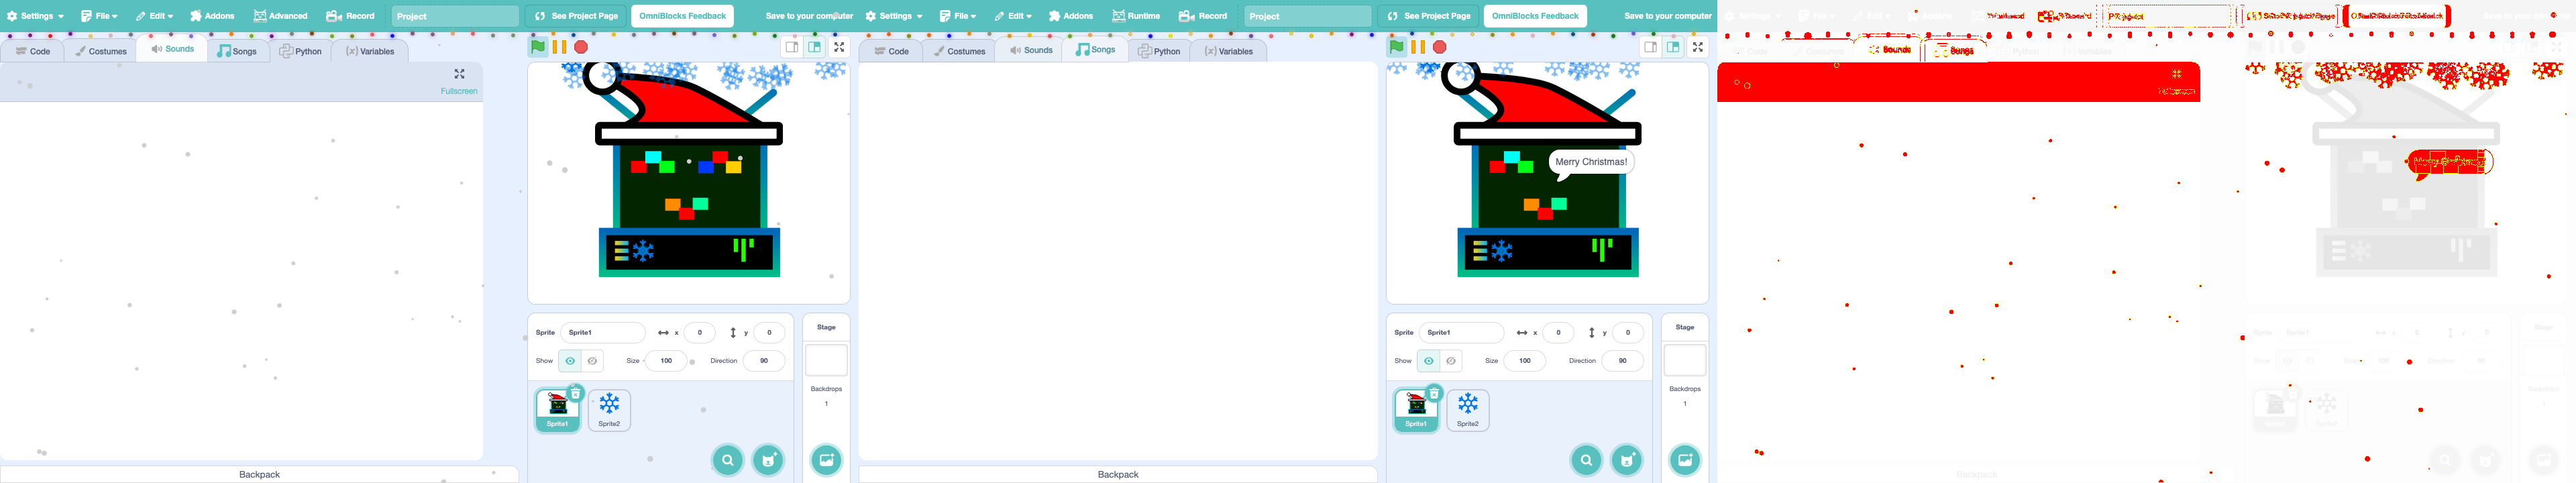 Settings File Edit Addons Advanced Record Project See Project Page OmniBlocks Feedback Save to your computer
Code Costumes Sounds Songs Python Variables
Fullscreen
Sprite Sprite1 x 0 y 0
Show Size 100 Direction 90
Stage
Backdrops
1
Sprite1 Sprite2
Backpack
Settings File Edit Addons Runtime Record Project See Project Page OmniBlocks Feedback Save to your computer
Code Costumes Sounds Songs Python Variables
Merry Christmas!
Sprite Sprite1 x 0 y 0
Show Size 100 Direction 90
Stage
Backdrops
1
Sprite1 Sprite2
Backpack
Sounds Songs
Backpack